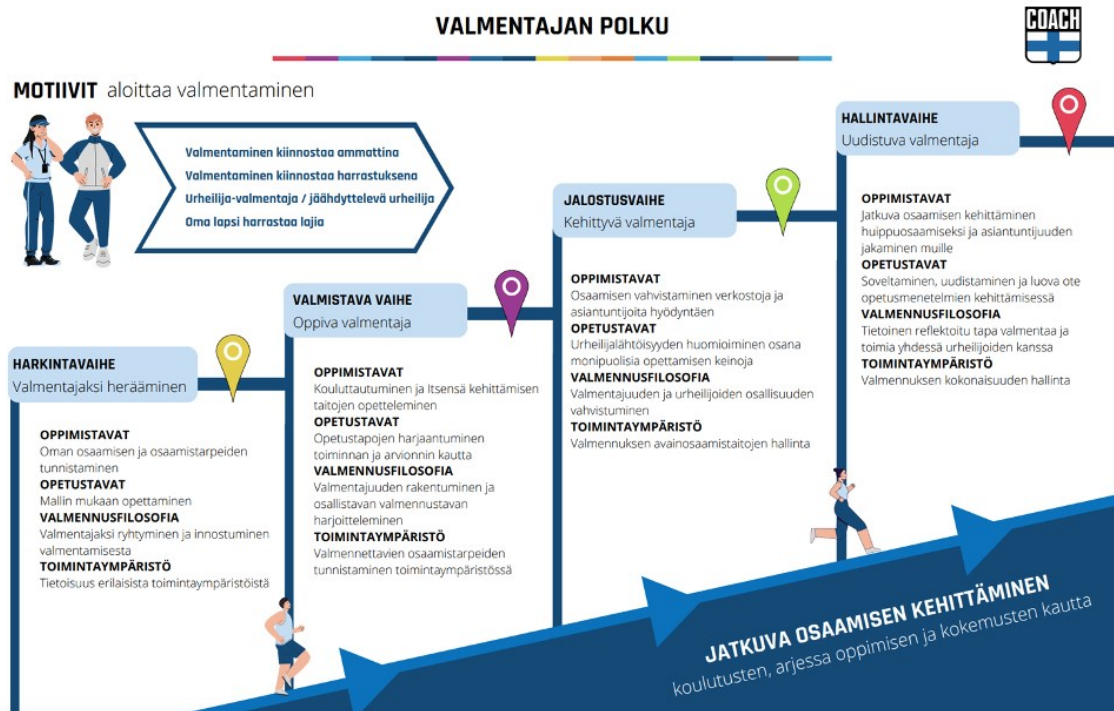 VALMENTAJAN POLKU
COACH
MOTIIVIT aloittaa valmentaminen
Valmentaminen kiinnostaa ammattina
Valmentaminen kiinnostaa harrastuksena
Urheilija-valmentaja / jäähdyttelevä urheilija
Oma lapsi harrastaa lajia
HARKINTAVAIHE
Valmentajaksi herääminen
OPPIMISTAVAT
Oman osaamisen ja osaamistarpeiden
tunnistaminen
OPETUSTAVAT
Mallin mukaan opettaminen
VALMENNUSFILOSOFIA
Valmentajaksi ryhtyminen ja innostuminen
valmentamisesta
TOIMINTAYMPÄRISTÖ
Tietoisuus erilaisista toimintaympäristöistä
VALMISTAVA VAIHE
Oppiva valmentaja
OPPIMISTAVAT
Kouluttautuminen ja Itsensä kehittämisen
taitojen opetteleminen
OPETUSTAVAT
Opetustapojen harjaantuminen
toiminnan ja arvionnin kautta
VALMENNUSFILOSOFIA
Valmentajuuden rakentuminen ja
osallistavan valmennustavan
harjoitteleminen
TOIMINTAYMPÄRISTÖ
Valmennettavien osaamistarpeiden
tunnistaminen toimintaympäristössä
JALOSTUSVAIHE
Kehittyvä valmentaja
OPPIMISTAVAT
Osaamisen vahvistaminen verkostoja ja
asiantuntijoita hyödyntäen
OPETUSTAVAT
Urheilijalähtöisyyden huomioiminen osana
monipuolisia opettamisen keinoja
VALMENNUSFILOSOFIA
Valmentajuuden ja urheilijoiden osallisuuden
vahvistuminen
TOIMINTAYMPÄRISTÖ
Valmennuksen avainosaamistaitojen hallinta
HALLINTAVAIHE
Uudistuva valmentaja
OPPIMISTAVAT
Jatkuva osaamisen kehittäminen
huippuosaamiseksi ja asiantuntijuuden
jakaminen muille
OPETUSTAVAT
Soveltaminen, uudistaminen ja luova ote
opetusmenetelmien kehittämisessä
VALMENNUSFILOSOFIA
Tietoinen reflektoitu tapa valmentaa ja
toimia yhdessä urheilijoiden kanssa
TOIMINTAYMPÄRISTÖ
Valmennuksen kokonaisuuden hallinta
JATKUVA OSAAMISEN KEHITTÄMINEN
koulutusten, arjessa oppimisen ja kokemusten kautta